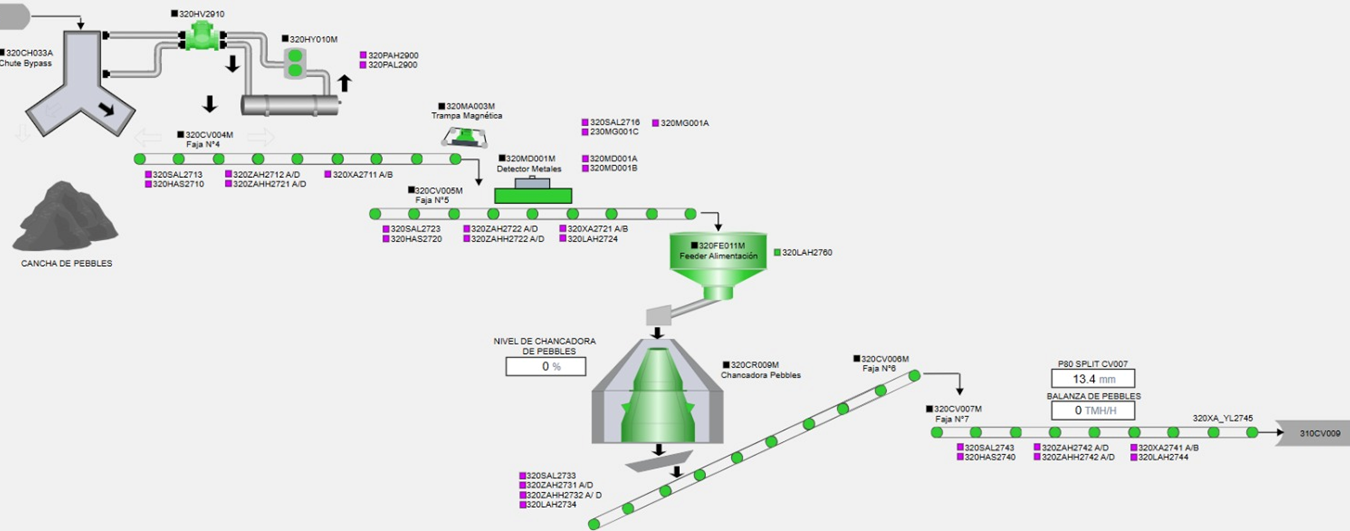 320HV2910
320CH033A
Chute Bypass
320HY010M
320PAH2900
320PAL2900
320MA003M
Trampa Magnética
320SAL2716
320MG001A
230MG001C
320CV004M
Faja N°4
320MD001M
Detector Metales
320MD001A
320MD001B
320SAL2713
320HAS2710
320ZAH2712 A/D
320ZAHH2721 A/D
320XA2711 A/B
320CV005M
Faja N°5
320SAL2723
320HAS2720
320ZAH2722 A/D
320ZAHH2722 A/D
320XA2721 A/B
320LAH2724
CANCHA DE PEBBLES
320FE011M
Feeder Alimentación
320LAH2760
NIVEL DE CHANCADORA
DE PEBBLES
0 %
320CR009M
Chancadora Pebbles
320CV006M
Faja N°6
P80 SPLIT CV007
13.4 mm
BALANZA DE PEBBLES
0 TMH/H
320CV007M
Faja N°7
320XA_YL2745
310CV009
320SAL2743
320HAS2740
320ZAH2742 A/D
320ZAHH2742 A/D
320XA2741 A/B
320LAH2744
320SAL2733
320ZAH2731 A/D
320ZAHH2732 A/ D
320LAH2734